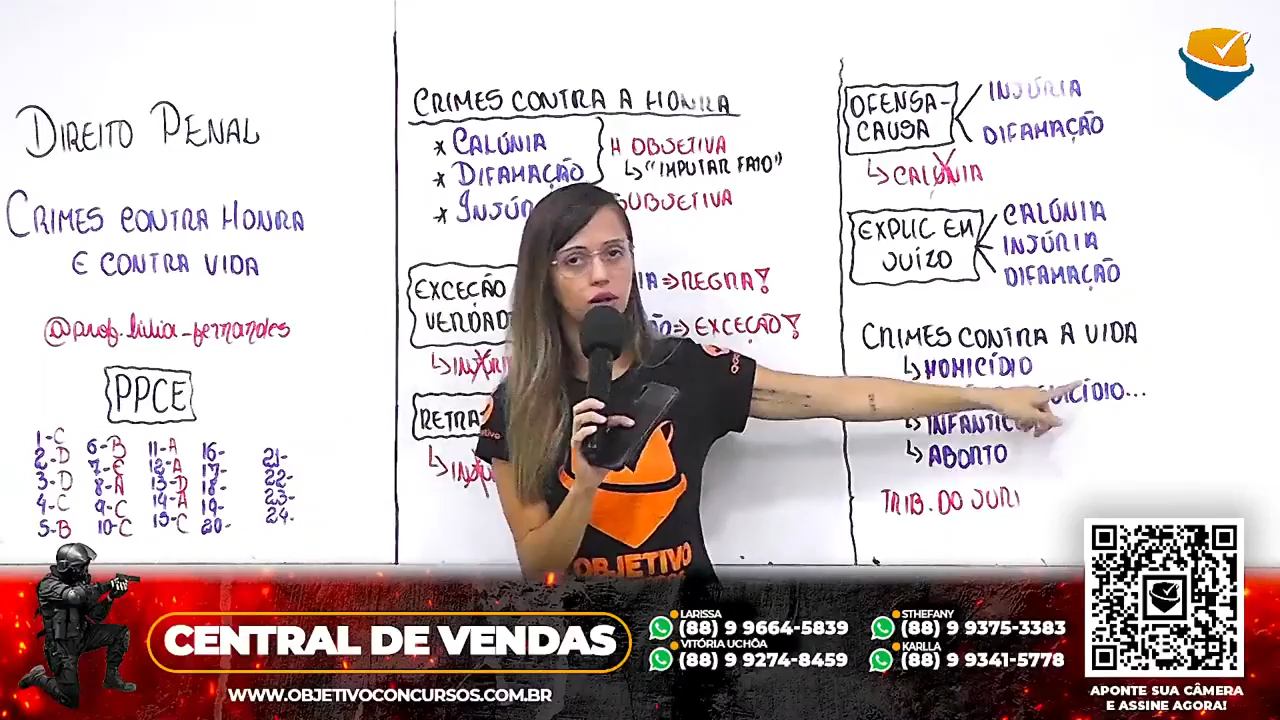 DIREITO PENAL
CRIMES CONTRA HONRA
E CONTRA VIDA
@prof.lilia_fernandes
PPCE
1-C
2-D
3-D
4-C
5-B
6-B
7-E
8-A
9-C
10-C
11-A
12-A
13-D
14-A
15-C
16-
17-
18-
19-
20-
21-
22-
23-
24-
CRIMES CONTRA A HONRA
* CALÚNIA
* DIFAMAÇÃO
H OBJETIVA
↳ "IMPUTAR FATO"
SUBJETIVA
EXCEÇÃO
⇒ REGRA!
⇒ EXCEÇÃO!
OFENSA-
CAUSA
INJÚRIA
DIFAMAÇÃO
↳ CALÚNIA
EXPLIC EM
JUÍZO
CALÚNIA
INJÚRIA
DIFAMAÇÃO
CRIMES CONTRA A VIDA
↳ HOMICÍDIO
↳ ABORTO
TRIB. DO JURI
OBJETIVO
CENTRAL DE VENDAS
WWW.OBJETIVOCONCURSOS.COM.BR
LARISSA
(88) 9 9664-5839
VITÓRIA UCHÔA
(88) 9 9274-8459
STHEFANY
(88) 9 9375-3383
KARLLA
(88) 9 9341-5778
APONTE SUA CÂMERA
E ASSINE AGORA!